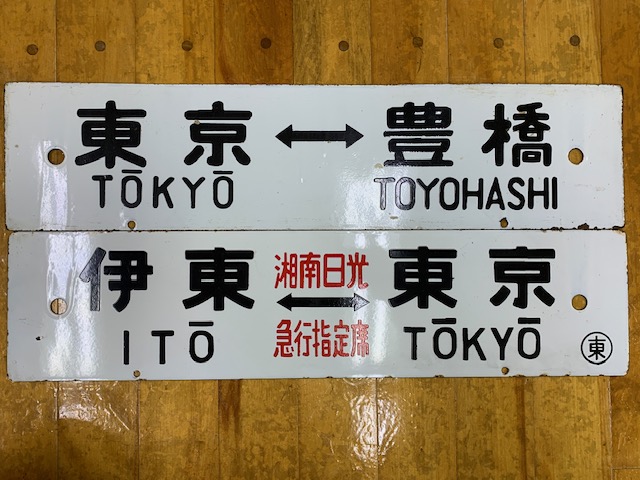 東京 ↔ 豊橋
TŌKYŌ TOYOHASHI
伊東 湘南日光 ↔ 急行指定席 東京
ITŌ TŌKYŌ 東